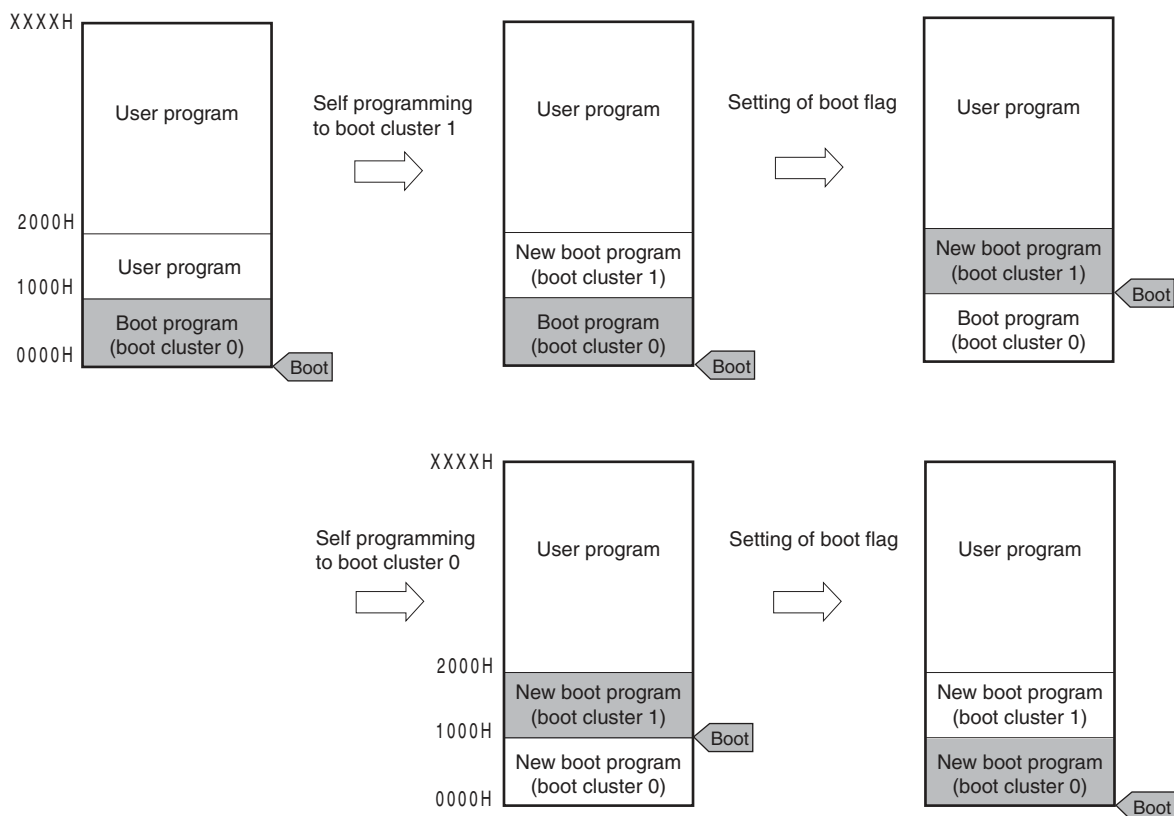 XXXXH
User program
2000H
User program
1000H
Boot program
(boot cluster 0)
0000H
Boot
Self programming
to boot cluster 1
User program
New boot program
(boot cluster 1)
Boot program
(boot cluster 0)
Boot
Setting of boot flag
User program
New boot program
(boot cluster 1)
Boot
Boot program
(boot cluster 0)
Self programming
to boot cluster 0
XXXXH
User program
2000H
New boot program
(boot cluster 1)
1000H
Boot
New boot program
(boot cluster 0)
0000H
Setting of boot flag
User program
New boot program
(boot cluster 1)
New boot program
(boot cluster 0)
Boot